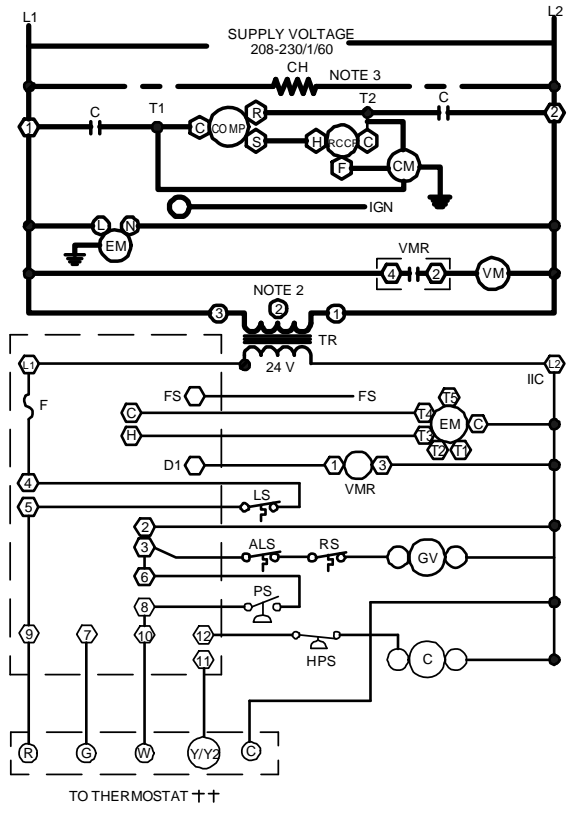 L1
L2
SUPPLY VOLTAGE
208-230/1/60
CH
NOTE 3
C
T1
T2
C
1
C
COMP
R
S
H
RCCF
C
F
CM
2
IGN
L
N
EM
VMR
4
2
VM
NOTE 2
3
2
1
TR
24 V
L1
L2
IIC
F
FS
FS
T5
C
T4
EM
C
H
T3
T2
T1
D1
1
3
VMR
4
LS
5
2
3
ALS
RS
GV
6
PS
8
9
7
10
12
HPS
C
11
R
G
W
Y/Y2
C
TO THERMOSTAT ††